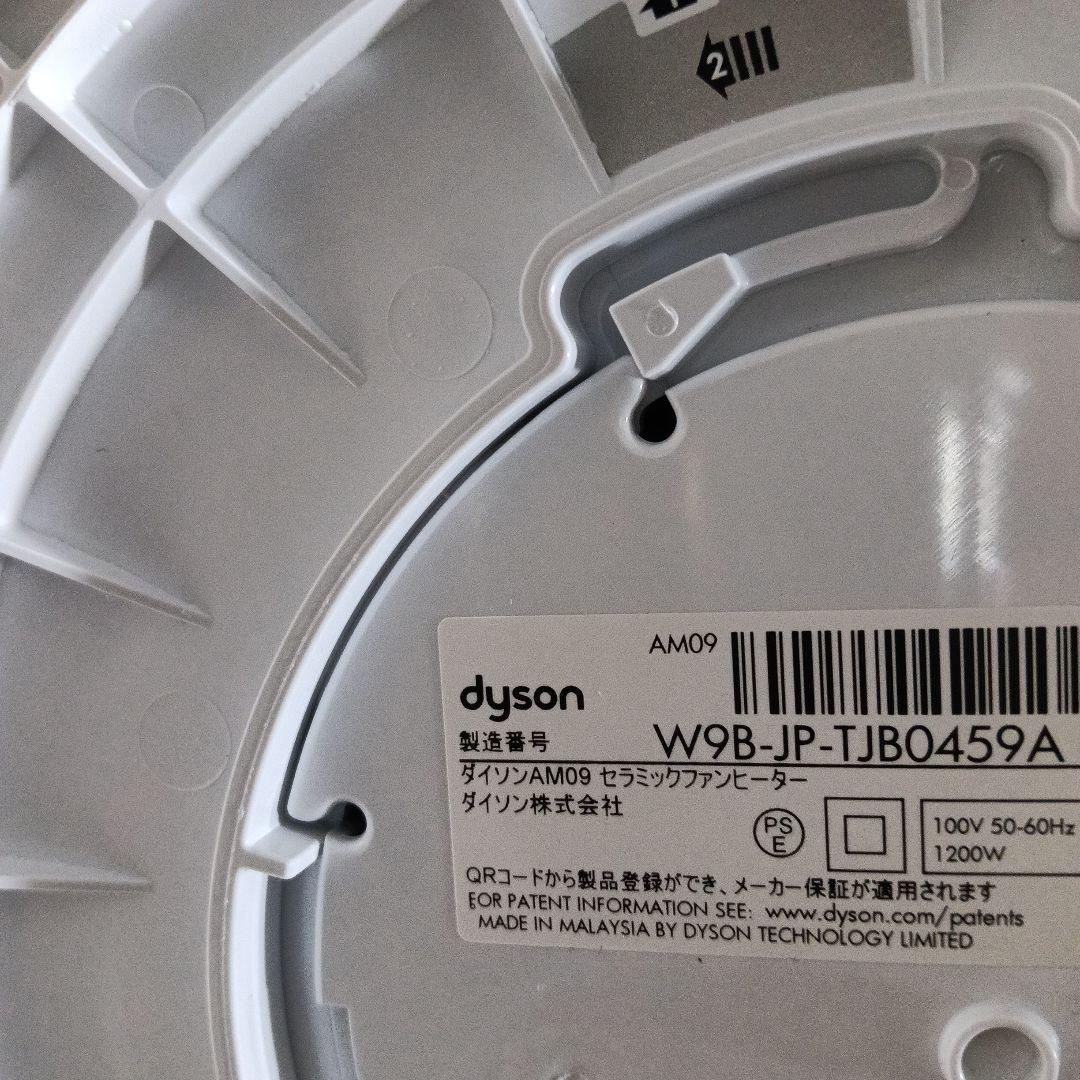 2
AM09
dyson
製造番号 W9B-JP-TJB0459A
ダイソンAM09 セラミックファンヒーター
ダイソン株式会社
PS
E
100V 50-60Hz
1200W
QRコードから製品登録ができ、メーカー保証が適用されます
FOR PATENT INFORMATION SEE: www.dyson.com/patents
MADE IN MALAYSIA BY DYSON TECHNOLOGY LIMITED